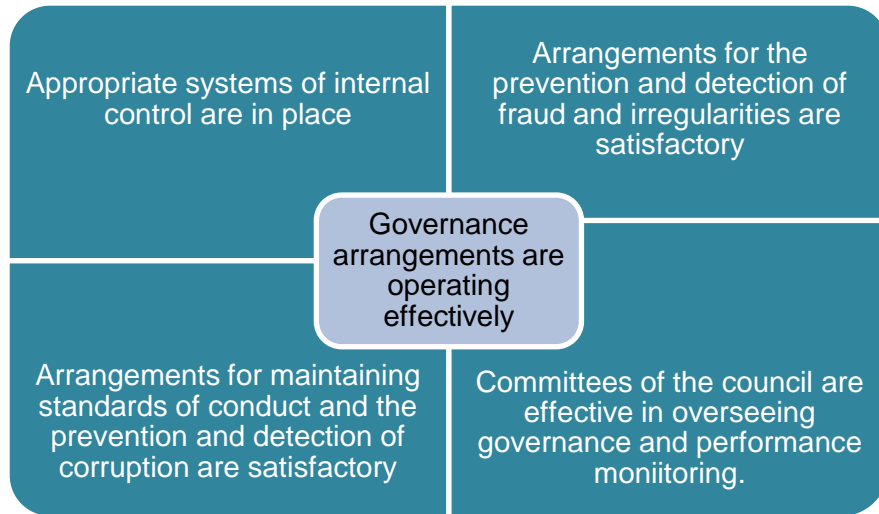 Appropriate systems of internal
control are in place
Arrangements for the
prevention and detection of
fraud and irregularities are
satisfactory
Governance
arrangements are
operating
effectively
Arrangements for maintaining
standards of conduct and the
prevention and detection of
corruption are satisfactory
Committees of the council are
effective in overseeing
governance and performance
moniitoring.